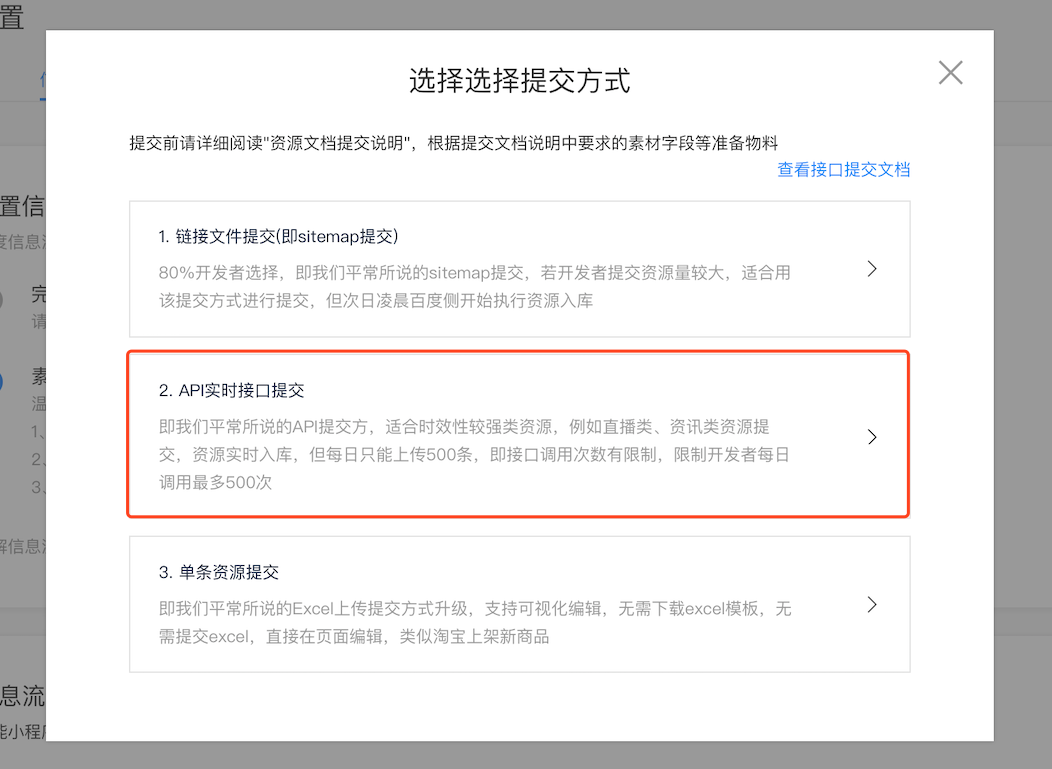 置
选择选择提交方式
提交前请详细阅读"资源文档提交说明"，根据提交文档说明中要求的素材字段等准备物料
查看接口提交文档
置信
度信息
1. 链接文件提交(即sitemap提交)
80%开发者选择，即我们平常所说的sitemap提交，若开发者提交资源量较大，适合用
该提交方式进行提交，但次日凌晨百度侧开始执行资源入库
完
请
素
温
1、
2、
3、
2. API实时接口提交
即我们平常所说的API提交方，适合时效性较强类资源，例如直播类、资讯类资源提
交，资源实时入库，但每日只能上传500条，即接口调用次数有限制，限制开发者每日
调用最多500次
解信息
3. 单条资源提交
即我们平常所说的Excel上传提交方式升级，支持可视化编辑，无需下载excel模板，无
需提交excel，直接在页面编辑，类似淘宝上架新商品
息流
能小程